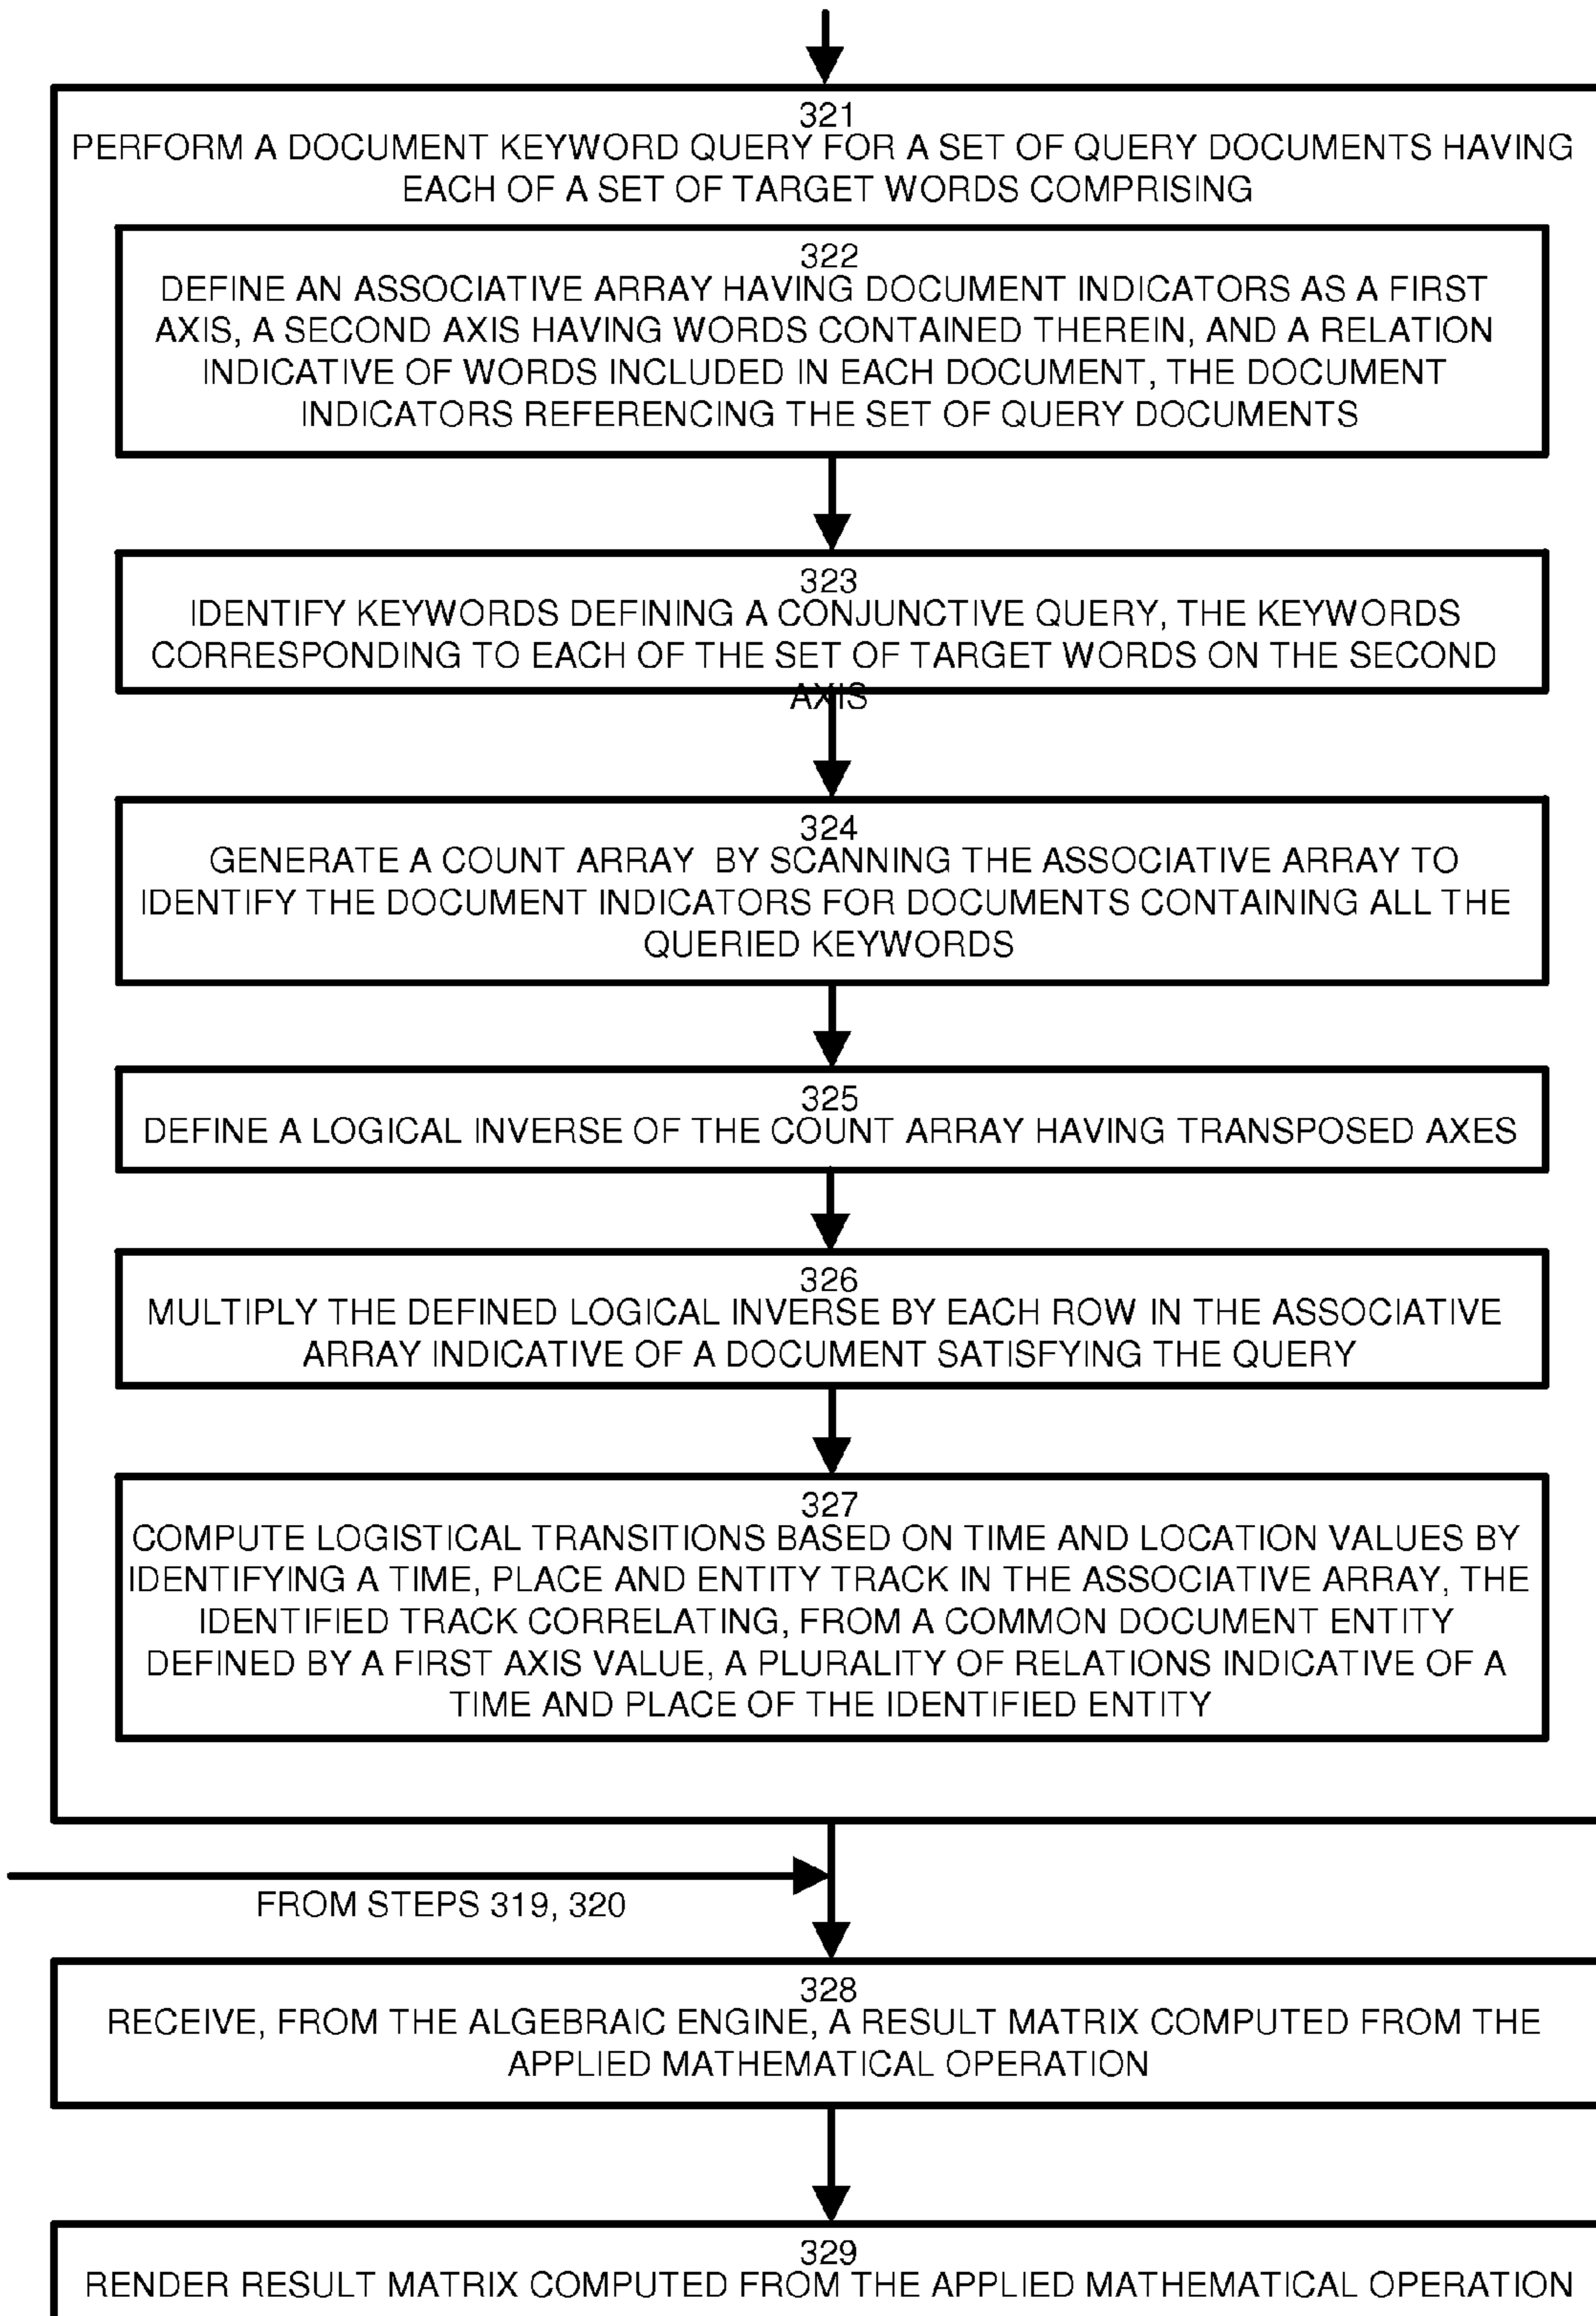 321
PERFORM A DOCUMENT KEYWORD QUERY FOR A SET OF QUERY DOCUMENTS HAVING
EACH OF A SET OF TARGET WORDS COMPRISING
322
DEFINE AN ASSOCIATIVE ARRAY HAVING DOCUMENT INDICATORS AS A FIRST
AXIS, A SECOND AXIS HAVING WORDS CONTAINED THEREIN, AND A RELATION
INDICATIVE OF WORDS INCLUDED IN EACH DOCUMENT, THE DOCUMENT
INDICATORS REFERENCING THE SET OF QUERY DOCUMENTS
323
IDENTIFY KEYWORDS DEFINING A CONJUNCTIVE QUERY, THE KEYWORDS
CORRESPONDING TO EACH OF THE SET OF TARGET WORDS ON THE SECOND
AXIS
324
GENERATE A COUNT ARRAY BY SCANNING THE ASSOCIATIVE ARRAY TO
IDENTIFY THE DOCUMENT INDICATORS FOR DOCUMENTS CONTAINING ALL THE
QUERIED KEYWORDS
325
DEFINE A LOGICAL INVERSE OF THE COUNT ARRAY HAVING TRANSPOSED AXES
326
MULTIPLY THE DEFINED LOGICAL INVERSE BY EACH ROW IN THE ASSOCIATIVE
ARRAY INDICATIVE OF A DOCUMENT SATISFYING THE QUERY
327
COMPUTE LOGISTICAL TRANSITIONS BASED ON TIME AND LOCATION VALUES BY
IDENTIFYING A TIME, PLACE AND ENTITY TRACK IN THE ASSOCIATIVE ARRAY, THE
IDENTIFIED TRACK CORRELATING, FROM A COMMON DOCUMENT ENTITY
DEFINED BY A FIRST AXIS VALUE, A PLURALITY OF RELATIONS INDICATIVE OF A
TIME AND PLACE OF THE IDENTIFIED ENTITY
FROM STEPS 319, 320
328
RECEIVE, FROM THE ALGEBRAIC ENGINE, A RESULT MATRIX COMPUTED FROM THE
APPLIED MATHEMATICAL OPERATION
329
RENDER RESULT MATRIX COMPUTED FROM THE APPLIED MATHEMATICAL OPERATION